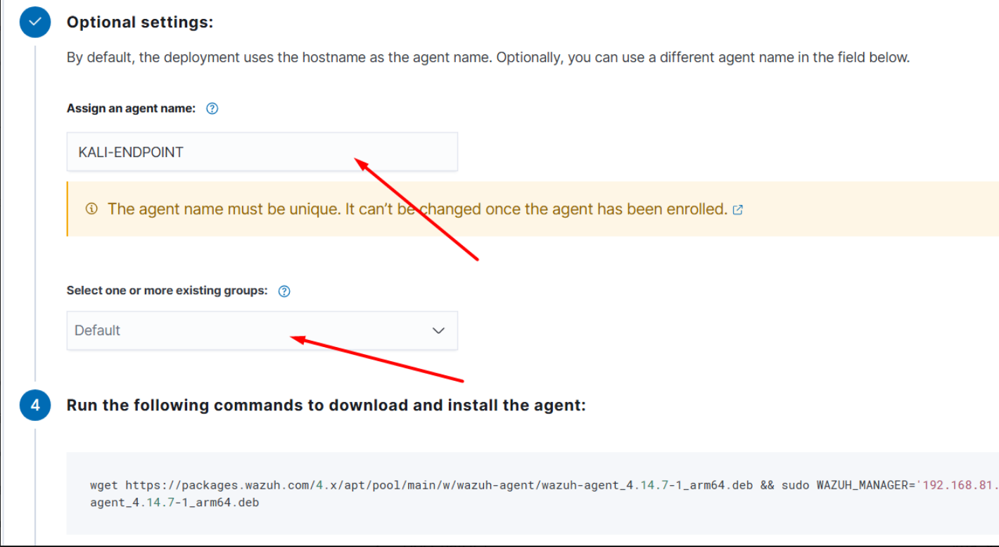 Optional settings:
By default, the deployment uses the hostname as the agent name. Optionally, you can use a different agent name in the field below.
Assign an agent name:
KALI-ENDPOINT
The agent name must be unique. It can’t be changed once the agent has been enrolled.
Select one or more existing groups:
Default
4 Run the following commands to download and install the agent:
wget https://packages.wazuh.com/4.x/apt/pool/main/w/wazuh-agent/wazuh-agent_4.14.7-1_arm64.deb && sudo WAZUH_MANAGER='192.168.81.
agent_4.14.7-1_arm64.deb